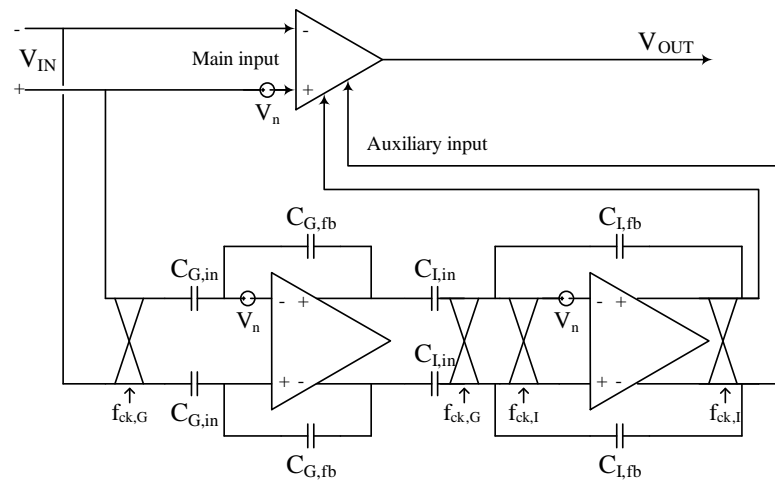 -
V_IN
+
Main input
V_n
-
+
V_OUT
Auxiliary input
C_G,fb
C_I,fb
C_G,in
C_I,in
V_n
- +
V_n
- +
C_G,in
+ -
C_I,in
+ -
f_ck,G
f_ck,G
f_ck,I
f_ck,I
C_G,fb
C_I,fb